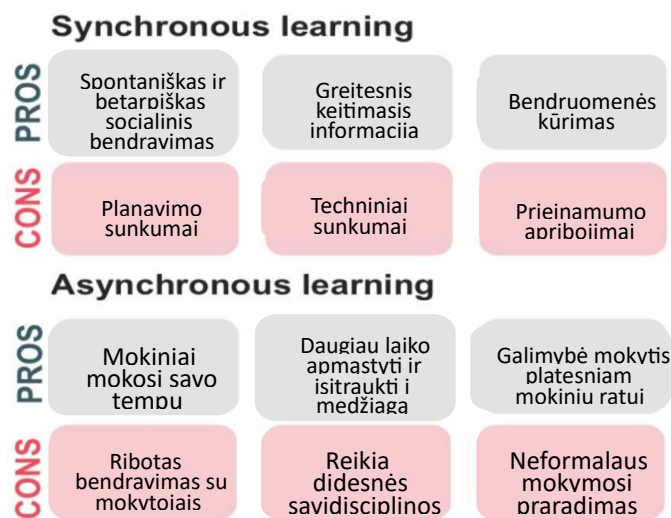 Synchronous learning
PROS
Spontaniškas ir
betarpiškas
socialinis
bendravimas
Greitesnis
keitimasis
informacija
Bendruomenės
kūrimas
CONS
Planavimo
sunkumai
Techniniai
sunkumai
Prieinamumo
apribojimai
Asynchronous learning
PROS
Mokiniai
mokosi savo
tempu
Daugiau laiko
apmąstyti ir
įsitraukti į
medžiagą
Galimybė mokytis
platesniam
mokinių ratui
CONS
Ribotas
bendravimas su
mokytojais
Reikia
didesnės
savidisciplinos
Neformalaus
mokymosi
praradimas